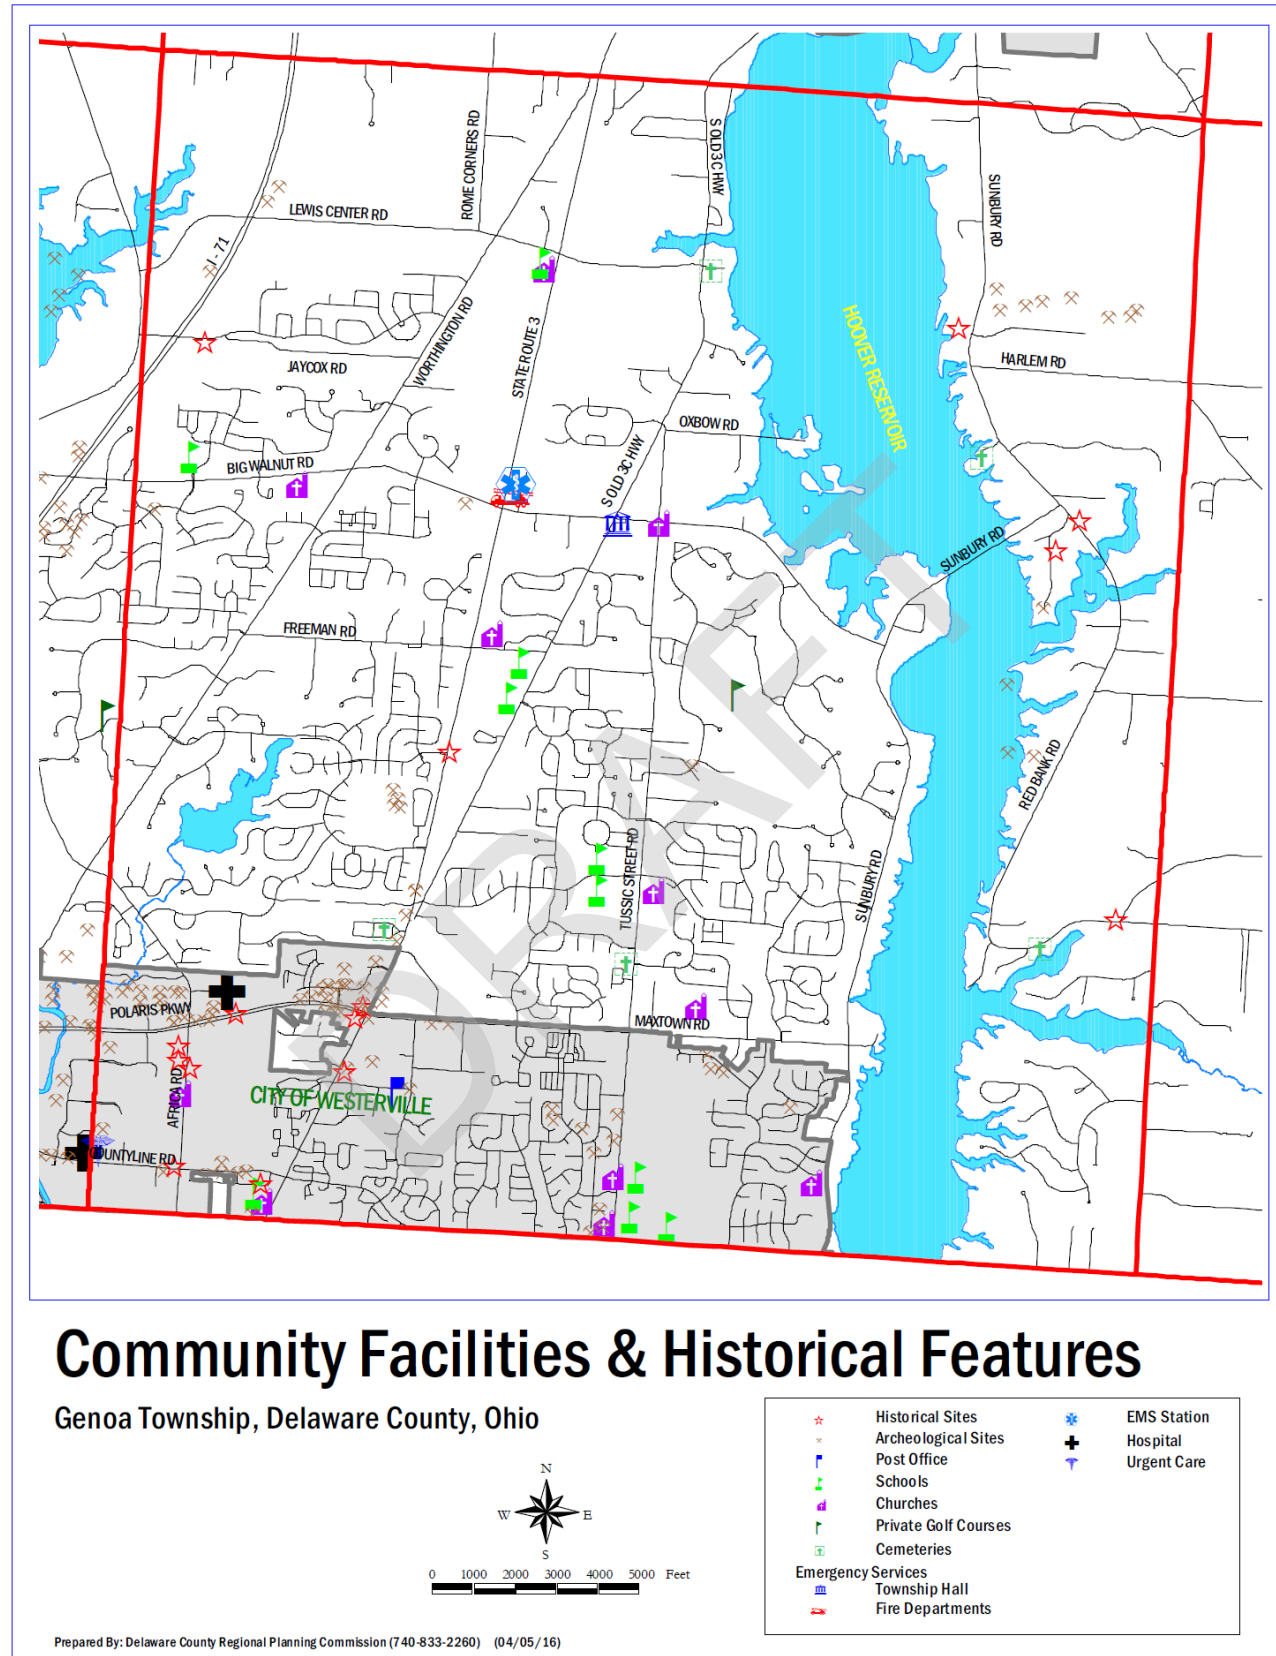 ROME CORNERS RD
S OLD 3C HWY
SUNBURY RD
LEWIS CENTER RD
I - 71
WORTHINGTON RD
STATE ROUTE 3
HOOVER RESERVOIR
JAYCOX RD
HARLEM RD
OXBOW RD
BIG WALNUT RD
S OLD 3C HWY
SUNBURY RD
FREEMAN RD
RED BANK RD
TUSSIC STREET RD
SUNBURY RD
DRAFT
POLARIS PKWY
MAXTOWN RD
AFRICA RD
CITY OF WESTERVILLE
COUNTYLINE RD
Community Facilities & Historical Features
Genoa Township, Delaware County, Ohio
N
W E
S
0 1000 2000 3000 4000 5000 Feet
Historical Sites
Archeological Sites
Post Office
Schools
Churches
Private Golf Courses
Cemeteries
Emergency Services
Township Hall
Fire Departments
EMS Station
Hospital
Urgent Care
Prepared By: Delaware County Regional Planning Commission (740-833-2260) (04/05/16)